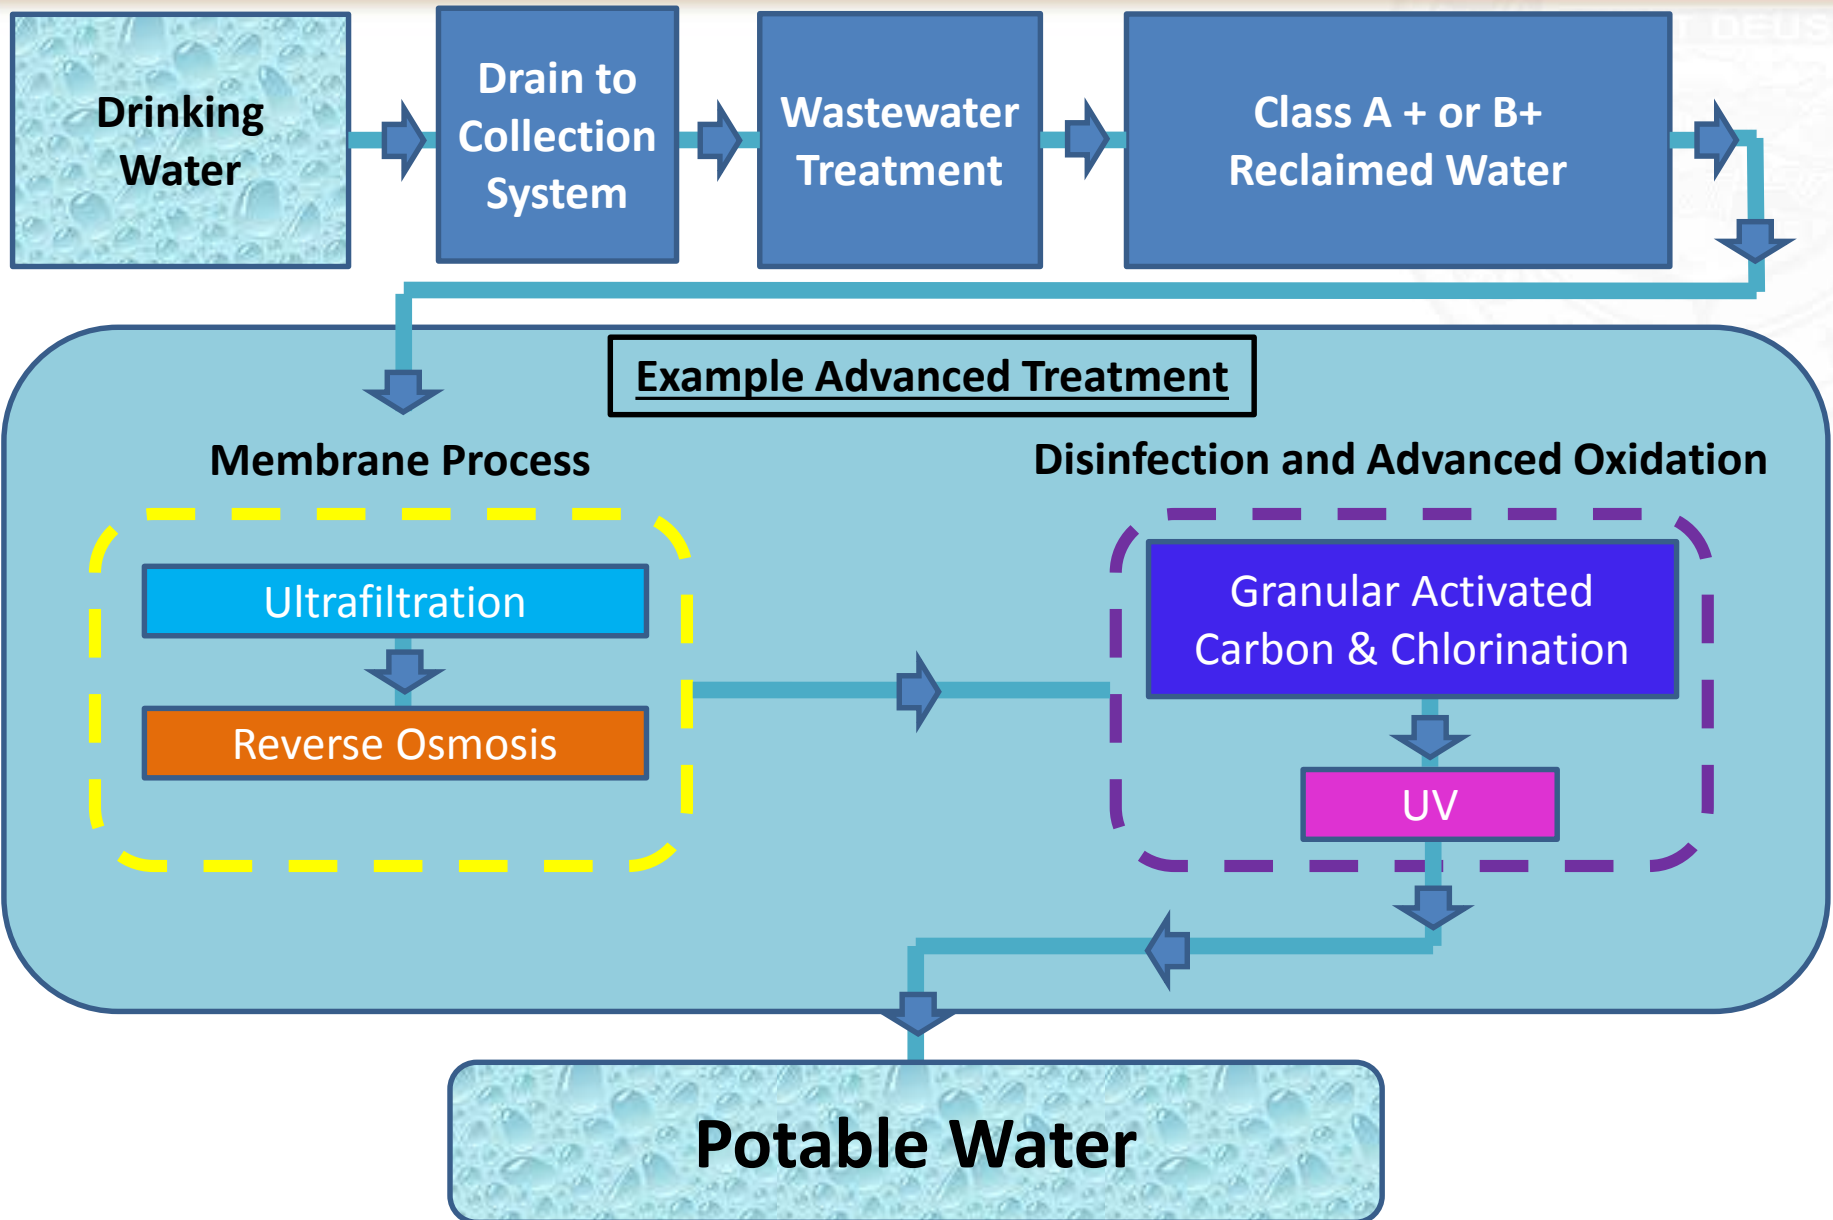 Drinking
Water
Drain to
Collection
System
Wastewater
Treatment
Class A + or B+
Reclaimed Water
Example Advanced Treatment
Membrane Process
Ultrafiltration
Reverse Osmosis
Disinfection and Advanced Oxidation
Granular Activated
Carbon & Chlorination
UV
Potable Water